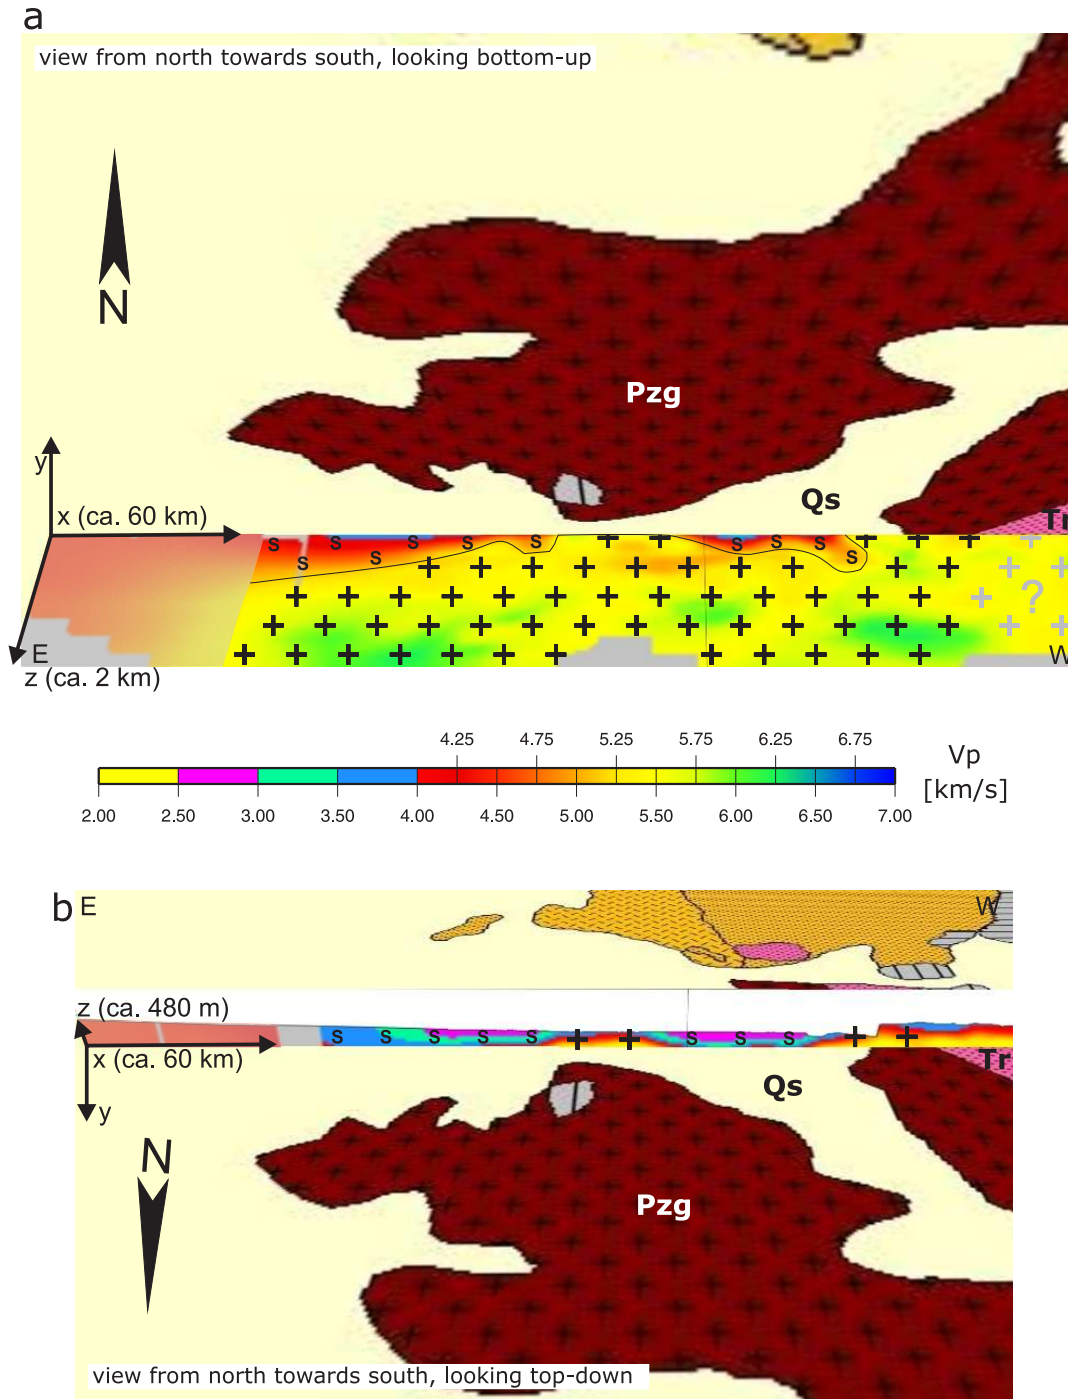 a
view from north towards south, looking bottom-up
N
Pzg
y
x (ca. 60 km)
Qs
Tr
s s s s s s s s s s s s
?
E
W
z (ca. 2 km)
4.25 4.75 5.25 5.75 6.25 6.75
Vp
[km/s]
2.00 2.50 3.00 3.50 4.00 4.50 5.00 5.50 6.00 6.50 7.00
b
E
W
z (ca. 480 m)
s s s s s s s s
x (ca. 60 km)
Tr
Qs
y
N
Pzg
view from north towards south, looking top-down